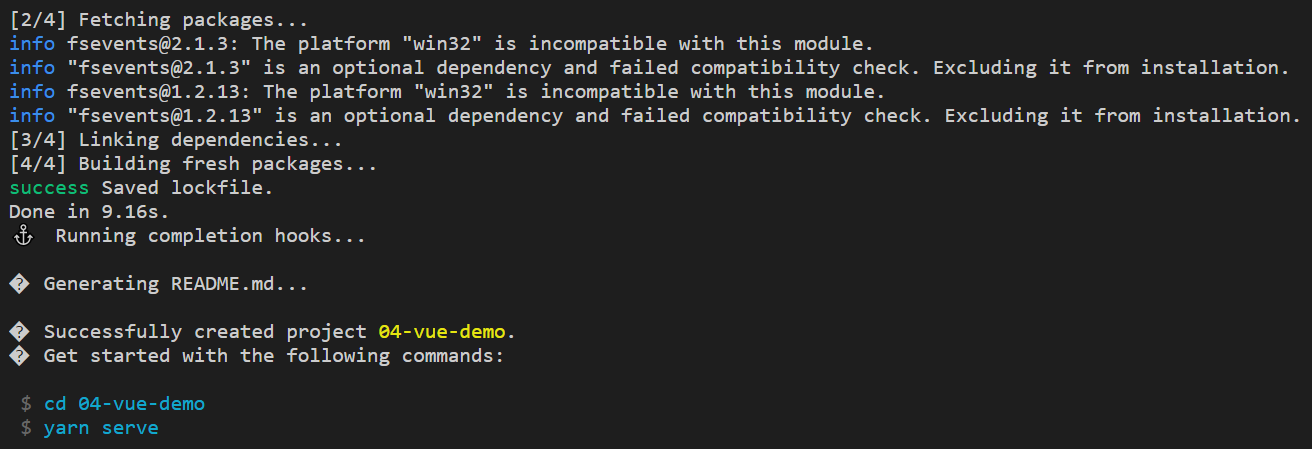 [2/4] Fetching packages...
info fsevents@2.1.3: The platform "win32" is incompatible with this module.
info "fsevents@2.1.3" is an optional dependency and failed compatibility check. Excluding it from installation.
info fsevents@1.2.13: The platform "win32" is incompatible with this module.
info "fsevents@1.2.13" is an optional dependency and failed compatibility check. Excluding it from installation.
[3/4] Linking dependencies...
[4/4] Building fresh packages...
success Saved lockfile.
Done in 9.16s.
⚓ Running completion hooks...
� Generating README.md...
� Successfully created project 04-vue-demo.
� Get started with the following commands:
$ cd 04-vue-demo
$ yarn serve